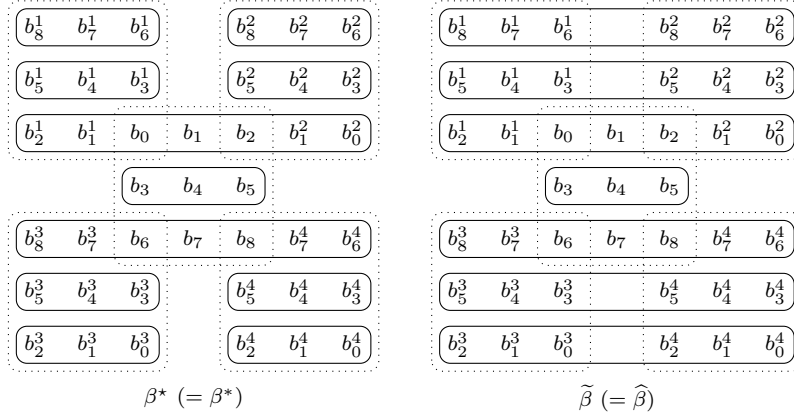 b_8^1 b_7^1 b_6^1 b_8^2 b_7^2 b_6^2 b_8^1 b_7^1 b_6^1 b_8^2 b_7^2 b_6^2
b_5^1 b_4^1 b_3^1 b_5^2 b_4^2 b_3^2 b_5^1 b_4^1 b_3^1 b_5^2 b_4^2 b_3^2
b_2^1 b_1^1 b_0 b_1 b_2 b_1^2 b_0^2 b_2^1 b_1^1 b_0 b_1 b_2 b_1^2 b_0^2
b_3 b_4 b_5 b_3 b_4 b_5
b_8^3 b_7^3 b_6 b_7 b_8 b_7^4 b_6^4 b_8^3 b_7^3 b_6 b_7 b_8 b_7^4 b_6^4
b_5^3 b_4^3 b_3^3 b_5^4 b_4^4 b_3^4 b_5^3 b_4^3 b_3^3 b_5^4 b_4^4 b_3^4
b_2^3 b_1^3 b_0^3 b_2^4 b_1^4 b_0^4 b_2^3 b_1^3 b_0^3 b_2^4 b_1^4 b_0^4
β^⋆ (= β^*) β̃ (= β̂)